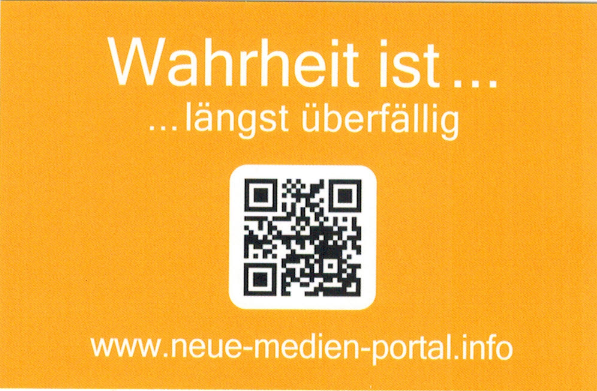 Wahrheit ist ...
... längst überfällig
www.neue-medien-portal.info